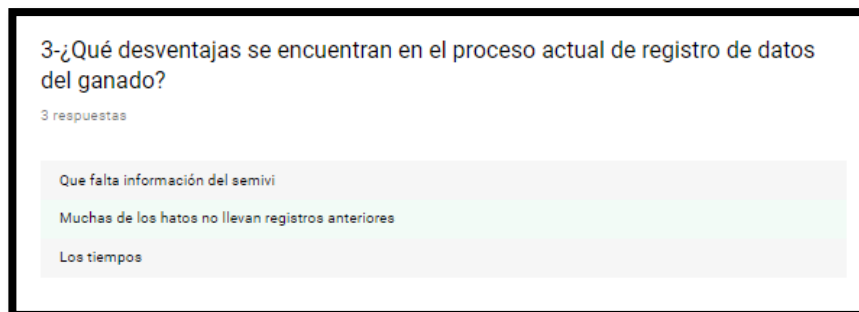 3-¿Qué desventajas se encuentran en el proceso actual de registro de datos
del ganado?
3 respuestas
Que falta información del semivi
Muchas de los hatos no llevan registros anteriores
Los tiempos